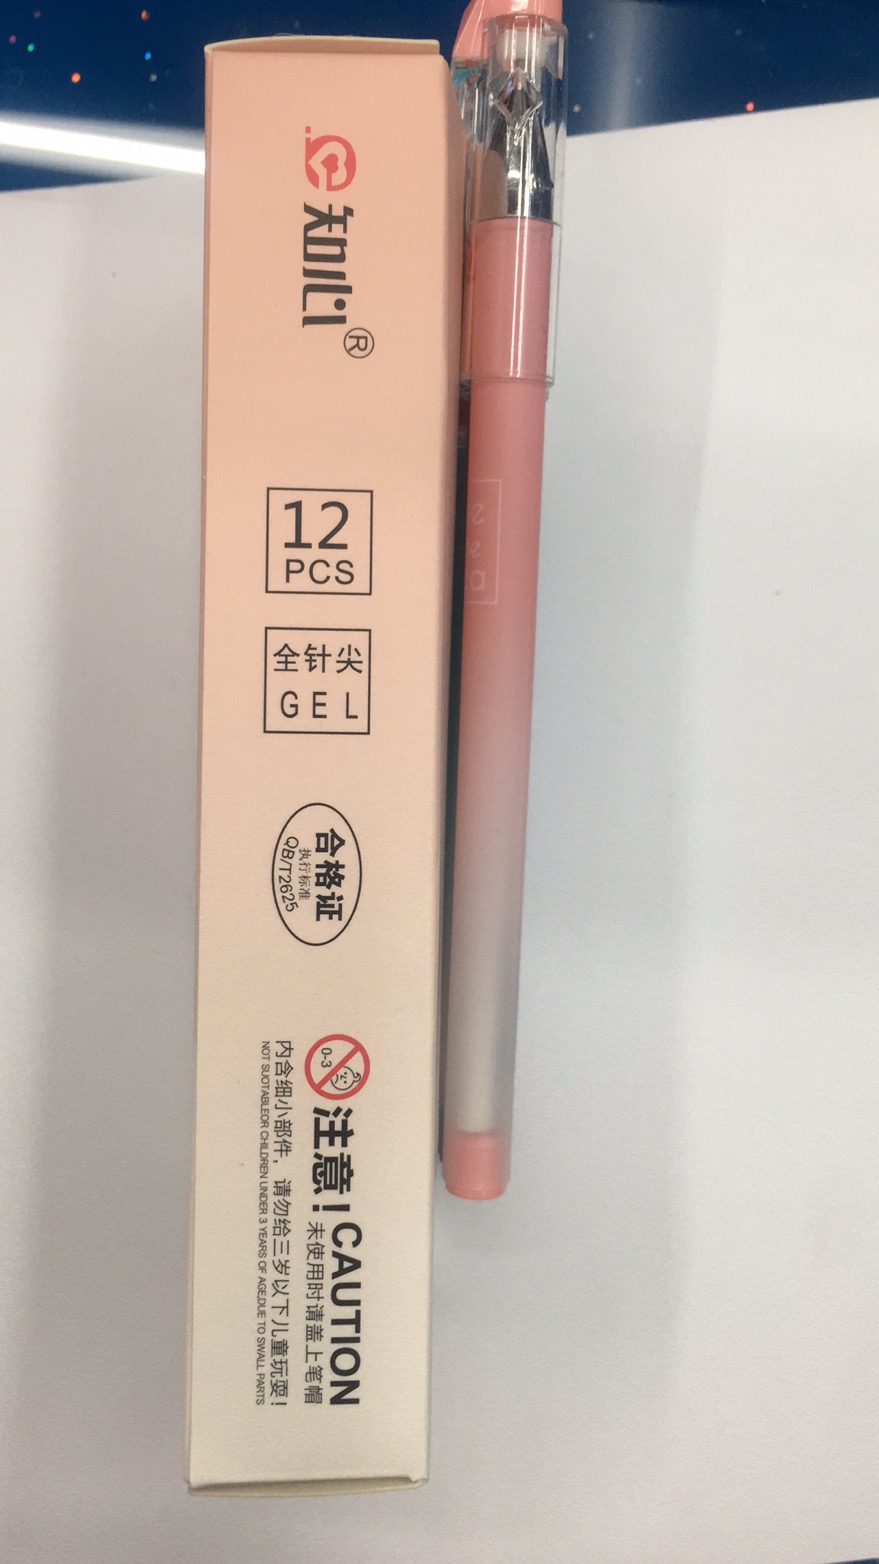 知心®
12
PCS
全针尖
GEL
合格证
执行标准
QB/T2625
0-3
注意！CAUTION
未使用时请盖上笔帽
内含细小部件，请勿给三岁以下儿童玩耍！
NOT SUOTABLEOR CHILDREN UNDER 3 YEARS OF AGE,DUE TO SWALL PARTS